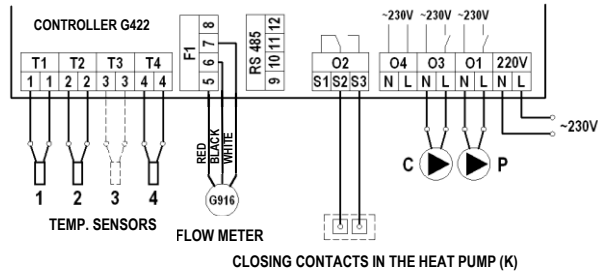 CONTROLLER G422
T1 T2 T3 T4
1 1 2 2 3 3 4 4
F1
8
7
6
5
RS 485
12
11
10
9
~230V ~230V ~230V
O2 O4 O3 O1 220V
S1 S2 S3 N L N L N L N L
~230V
RED
BLACK
WHITE
G916
C P
1 2 3 4
TEMP. SENSORS
FLOW METER
CLOSING CONTACTS IN THE HEAT PUMP (K)